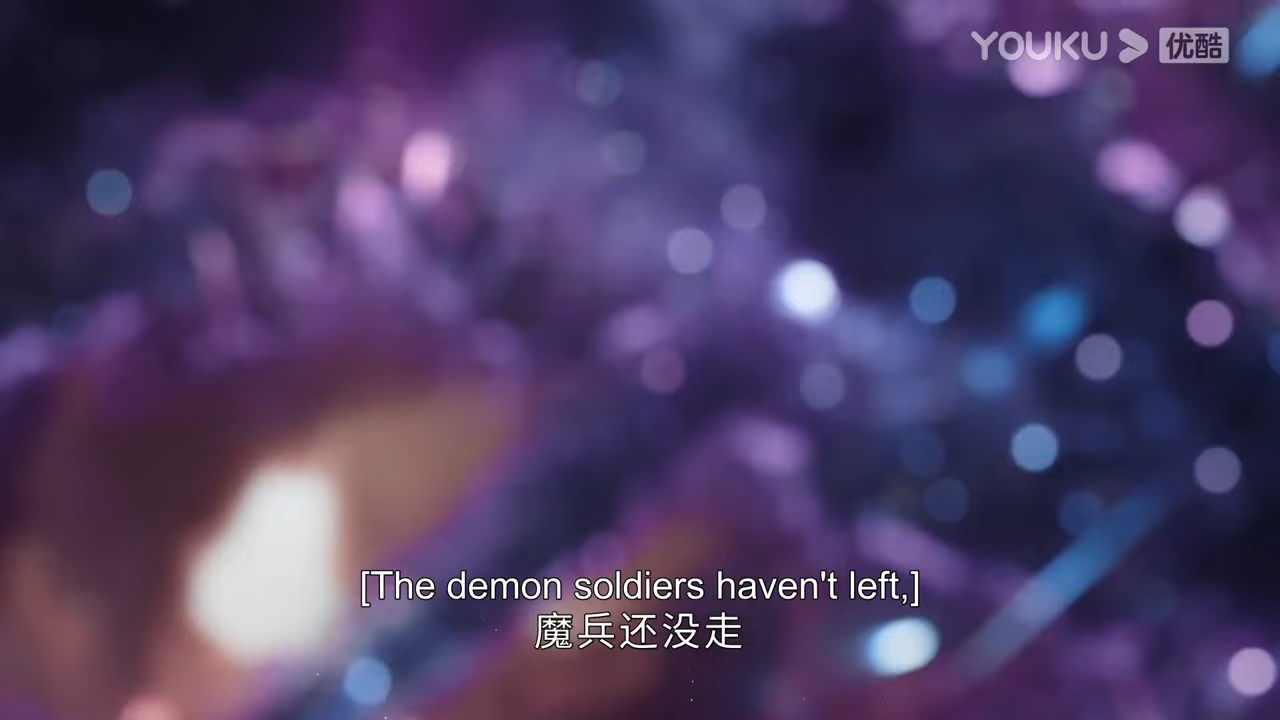 YOUKU 优酷
[The demon soldiers haven't left,]
魔兵还没走